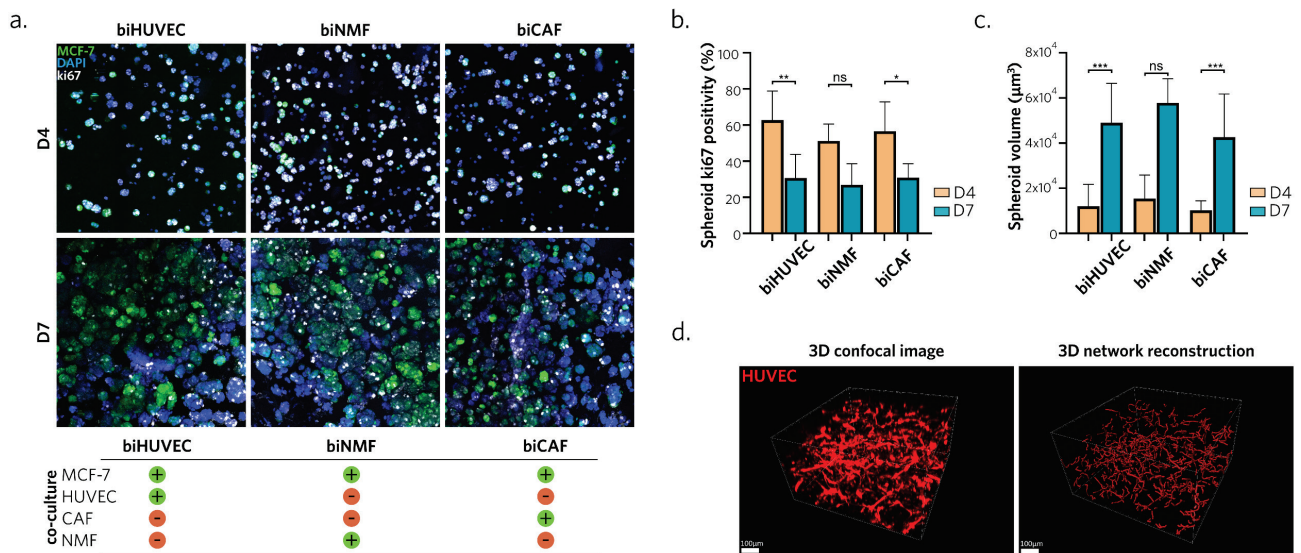 a.
biHUVEC biNMF biCAF
MCF-7
DAPI
ki67
D4
D7
biHUVEC biNMF biCAF
co-culture
MCF-7 + + +
HUVEC + - -
CAF - - +
NMF - + -
b.
Spheroid ki67 positivity (%)
100
80
60
40
20
0
** ns *
biHUVEC biNMF biCAF
D4
D7
c.
Spheroid volume (μm³)
8x10⁴
6x10⁴
4x10⁴
2x10⁴
0
*** ns ***
biHUVEC biNMF biCAF
D4
D7
d.
3D confocal image 3D network reconstruction
HUVEC
100μm 100μm